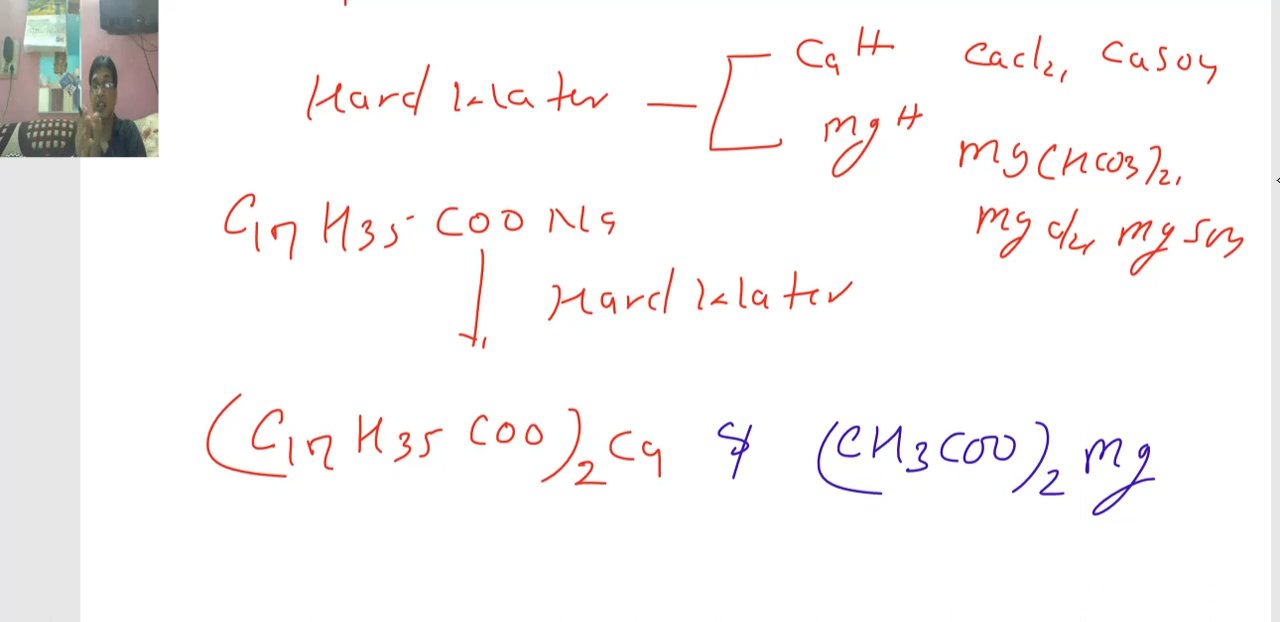 Hard Water — Ca++ CaCl2, CaSO4
Mg++ Mg(HCO3)2,
MgCl2, MgSO4
C17H35COONa
Hard Water
(C17H35COO)2Ca & (CH3COO)2Mg